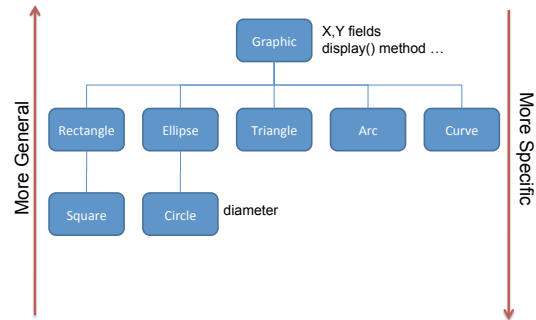 Graphic
X,Y fields
display() method …
Rectangle
Ellipse
Triangle
Arc
Curve
Square
Circle
diameter
More General
More Specific